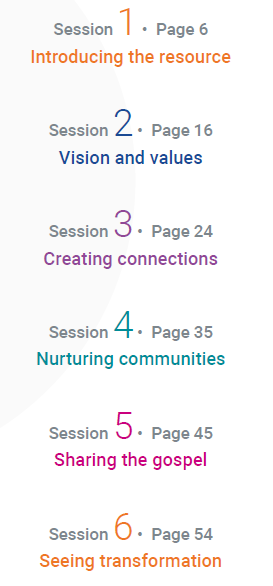 Session 1 · Page 6
Introducing the resource
Session 2 · Page 16
Vision and values
Session 3 · Page 24
Creating connections
Session 4 · Page 35
Nurturing communities
Session 5 · Page 45
Sharing the gospel
Session 6 · Page 54
Seeing transformation